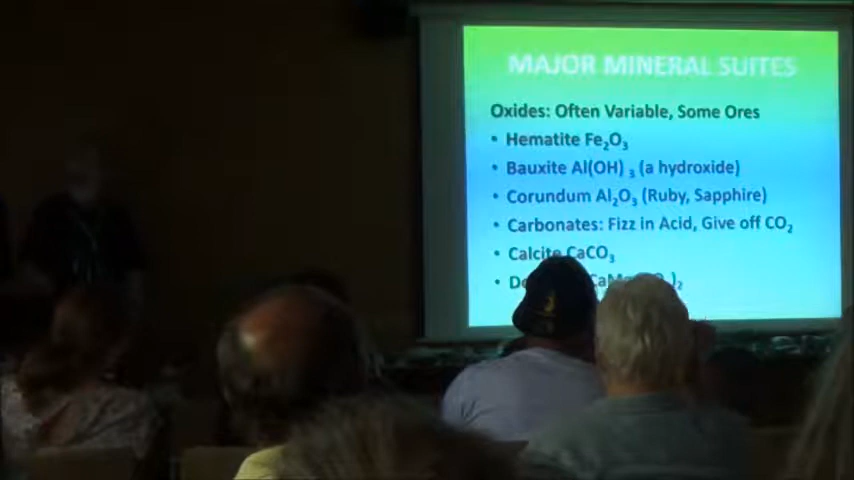 MAJOR MINERAL SUITES
Oxides: Often Variable, Some Ores
• Hematite Fe₂O₃
• Bauxite Al(OH) ₃ (a hydroxide)
• Corundum Al₂O₃ (Ruby, Sapphire)
• Carbonates: Fizz in Acid, Give off CO₂
• Calcite CaCO₃